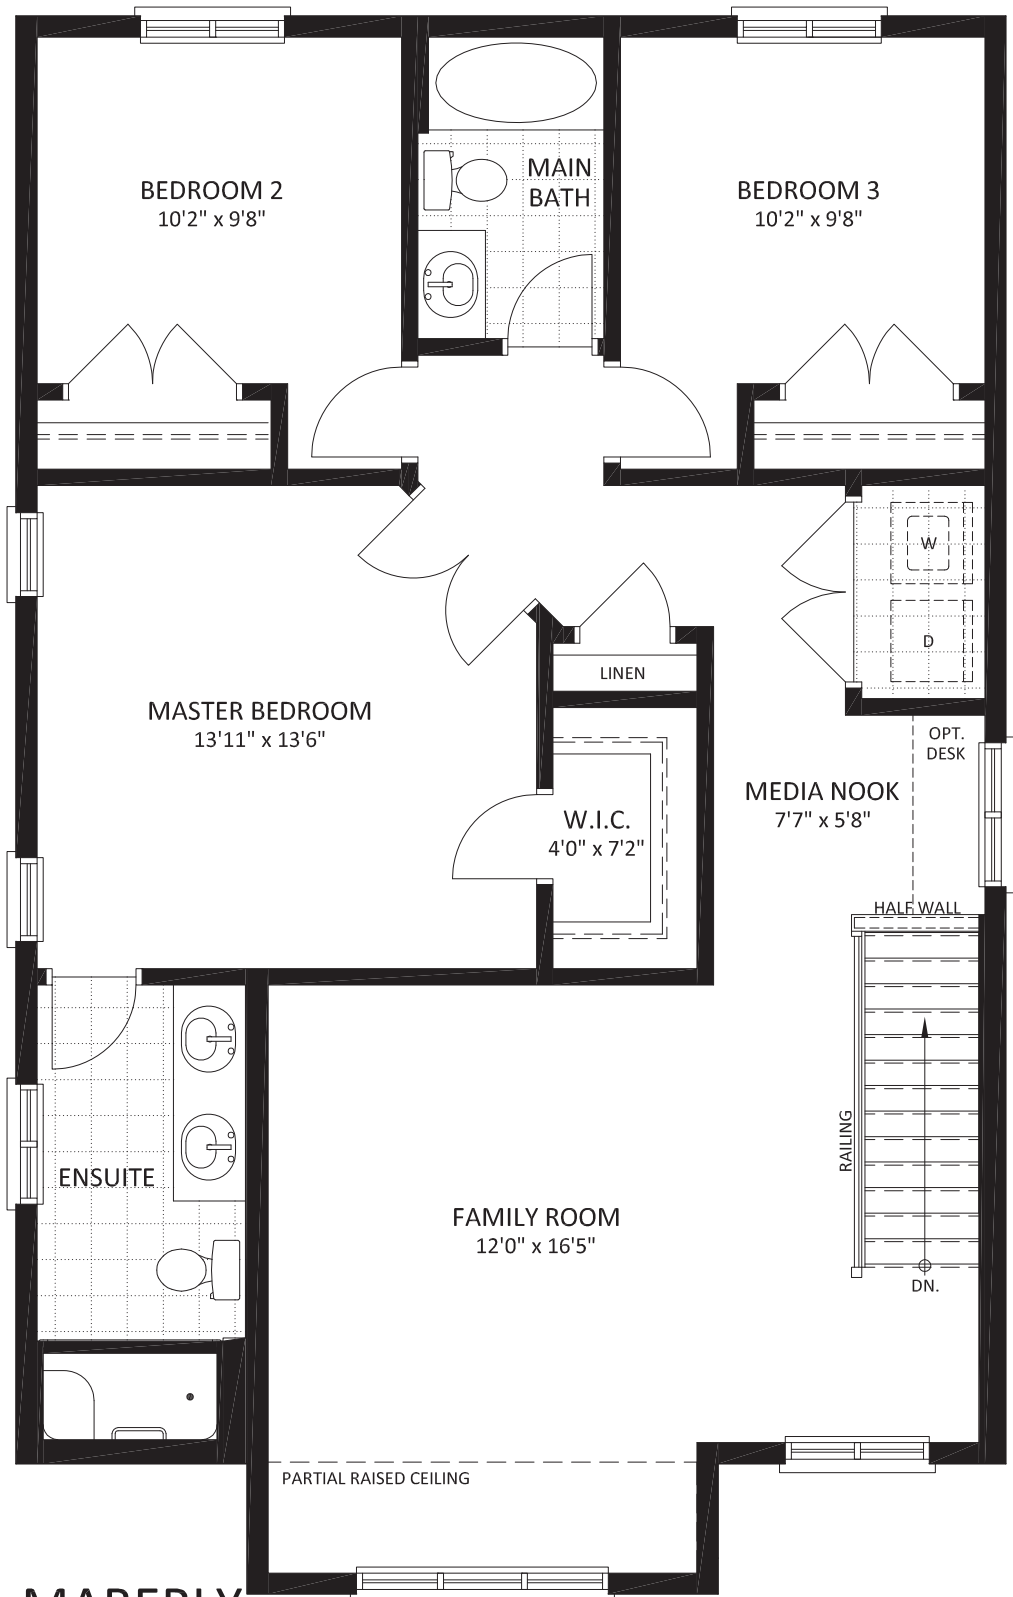 BEDROOM 2
10'2" x 9'8"
MAIN
BATH
BEDROOM 3
10'2" x 9'8"
W
D
LINEN
MASTER BEDROOM
13'11" x 13'6"
OPT.
DESK
MEDIA NOOK
7'7" x 5'8"
W.I.C.
4'0" x 7'2"
HALF WALL
RAILING
ENSUITE
FAMILY ROOM
12'0" x 16'5"
DN.
PARTIAL RAISED CEILING